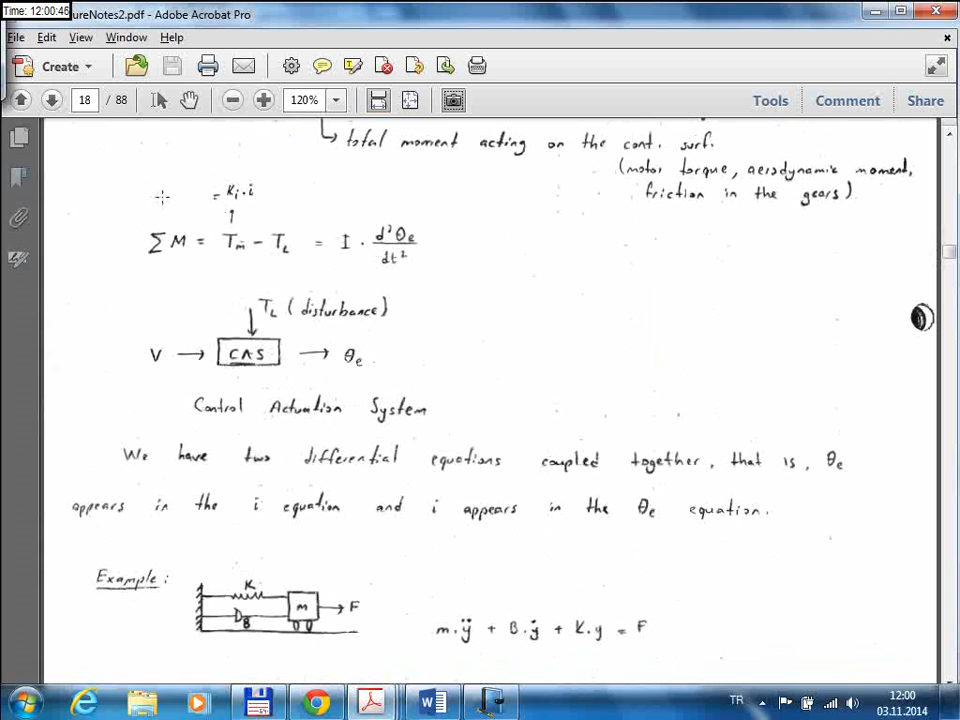 Time: 12:00:46
ureNotes2.pdf - Adobe Acrobat Pro
File Edit View Window Help
Create
18 / 88
120%
Tools Comment Share
total moment acting on the cont. surf.
(motor torque, aerodynamic moment,
friction in the gears)
= Ki.i
↑
∑ M = Tm - TL = I . d²θe/dt²
TL (disturbance)
V → CAS → θe
Control Actuation System
We have two differential equations coupled together, that is, θe
appears in the i equation and i appears in the θe equation.
Example:
K
M → F
B
m.ÿ + B.ẏ + K.y = F
TR
12:00
03.11.2014